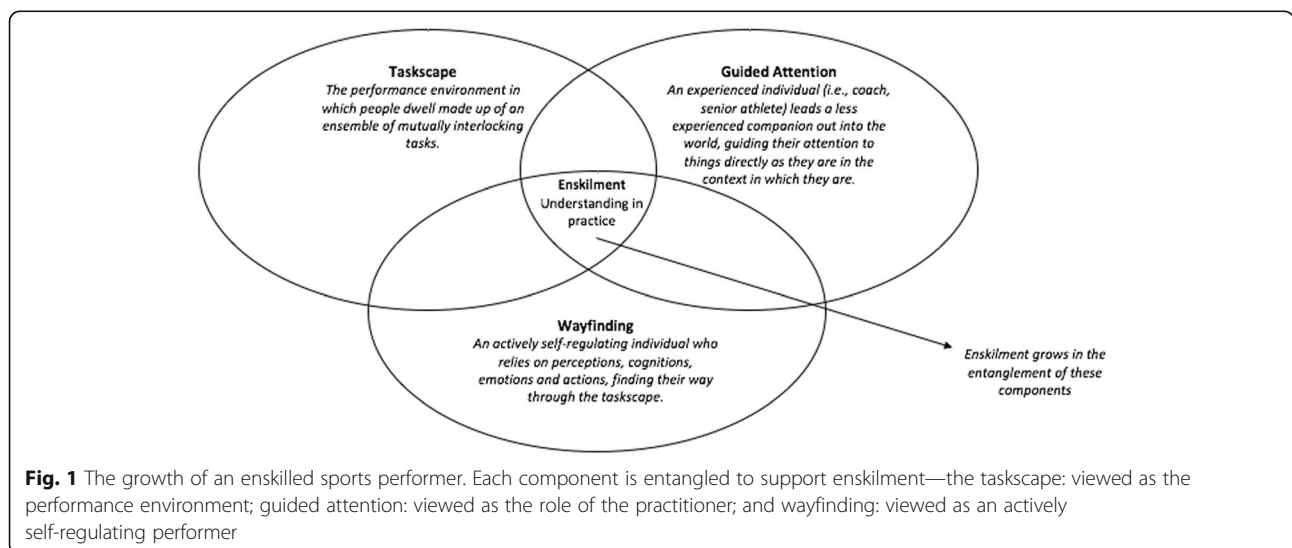 Taskscape
The performance environment in
which people dwell made up of an
ensemble of mutually interlocking
tasks.
Guided Attention
An experienced individual (i.e., coach,
senior athlete) leads a less
experienced companion out into the
world, guiding their attention to
things directly as they are in the
context in which they are.
Enskilment
Understanding in
practice
Wayfinding
An actively self-regulating individual who
relies on perceptions, cognitions,
emotions and actions, finding their way
through the taskscape.
Enskilment grows in the
entanglement of these
components
Fig. 1 The growth of an enskilled sports performer. Each component is entangled to support enskilment—the taskscape: viewed as the
performance environment; guided attention: viewed as the role of the practitioner; and wayfinding: viewed as an actively
self-regulating performer